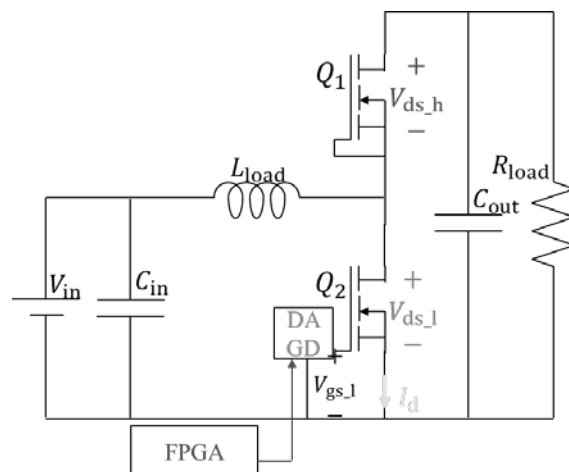 Q1
+
Vds_h
−
Lload
Rload
Cout
Vin
Cin
Q2
+
Vds_l
−
DA
GD
+
Vgs_l
−
Id
FPGA